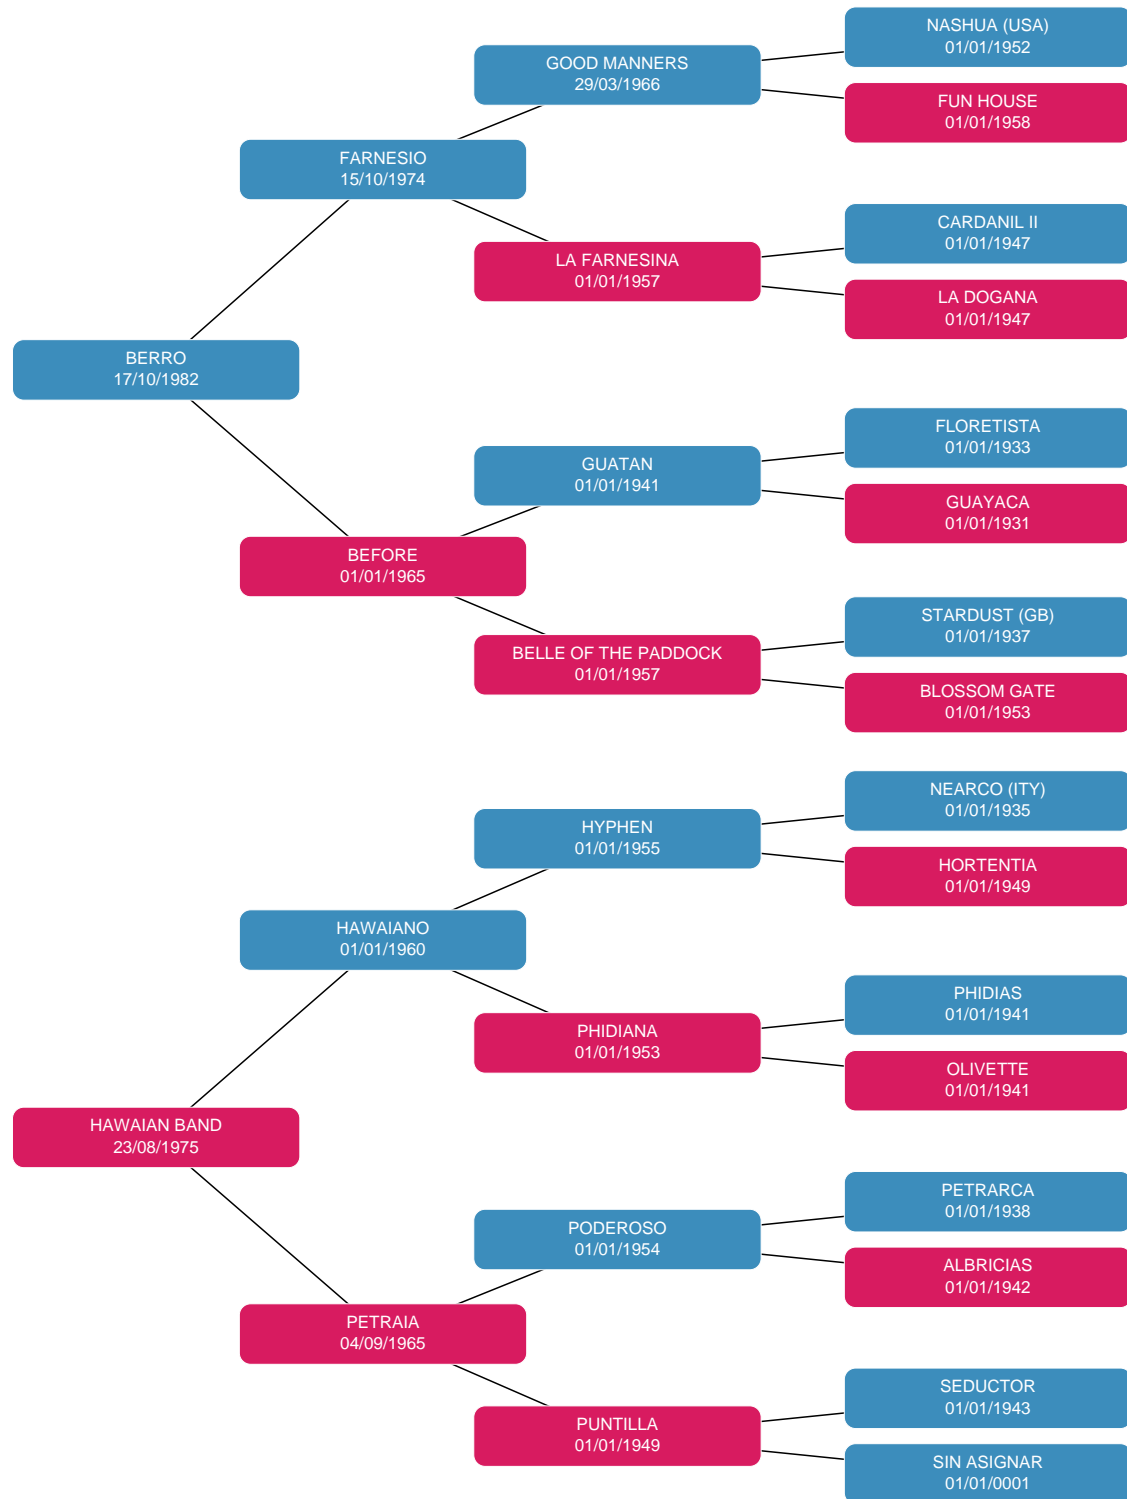 NASHUA (USA)
01/01/1952
GOOD MANNERS
29/03/1966
FUN HOUSE
01/01/1958
FARNESIO
15/10/1974
CARDANIL II
01/01/1947
LA FARNESINA
01/01/1957
LA DOGANA
01/01/1947
BERRO
17/10/1982
FLORETISTA
01/01/1933
GUATAN
01/01/1941
GUAYACA
01/01/1931
BEFORE
01/01/1965
STARDUST (GB)
01/01/1937
BELLE OF THE PADDOCK
01/01/1957
BLOSSOM GATE
01/01/1953
NEARCO (ITY)
01/01/1935
HYPHEN
01/01/1955
HORTENTIA
01/01/1949
HAWAIANO
01/01/1960
PHIDIAS
01/01/1941
PHIDIANA
01/01/1953
OLIVETTE
01/01/1941
HAWAIAN BAND
23/08/1975
PETRARCA
01/01/1938
PODEROSO
01/01/1954
ALBRICIAS
01/01/1942
PETRAIA
04/09/1965
SEDUCTOR
01/01/1943
PUNTILLA
01/01/1949
SIN ASIGNAR
01/01/0001